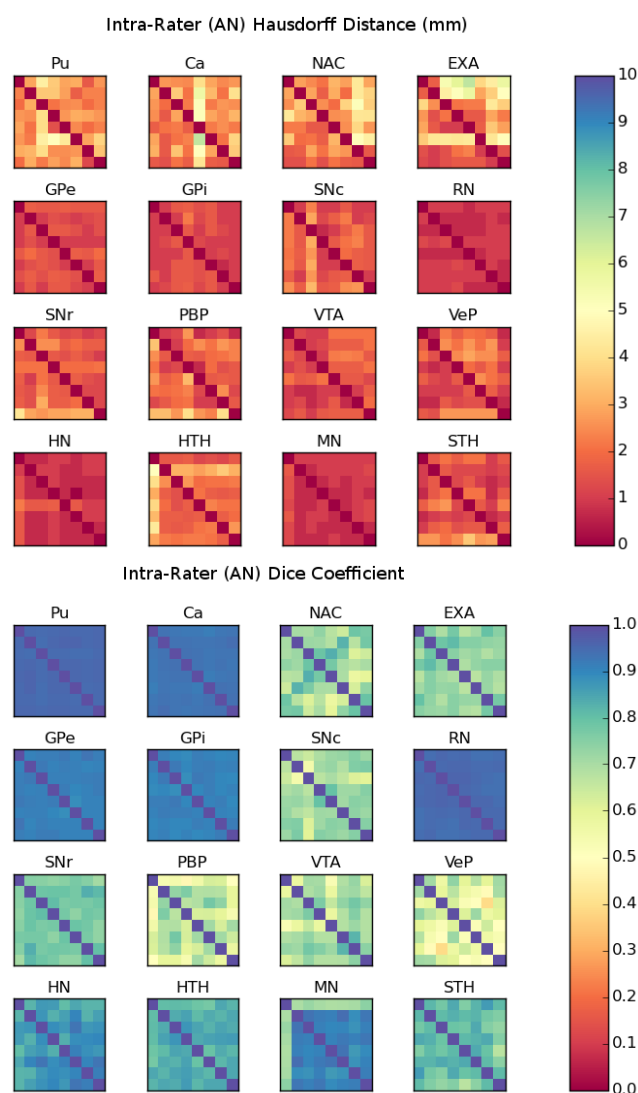 Intra-Rater (AN) Hausdorff Distance (mm)
Pu Ca NAC EXA
10
9
8
7
6
5
4
3
2
1
0
GPe GPi SNc RN
SNr PBP VTA VeP
HN HTH MN STH
Intra-Rater (AN) Dice Coefficient
Pu Ca NAC EXA
1.0
0.9
0.8
0.7
0.6
0.5
0.4
0.3
0.2
0.1
0.0
GPe GPi SNc RN
SNr PBP VTA VeP
HN HTH MN STH